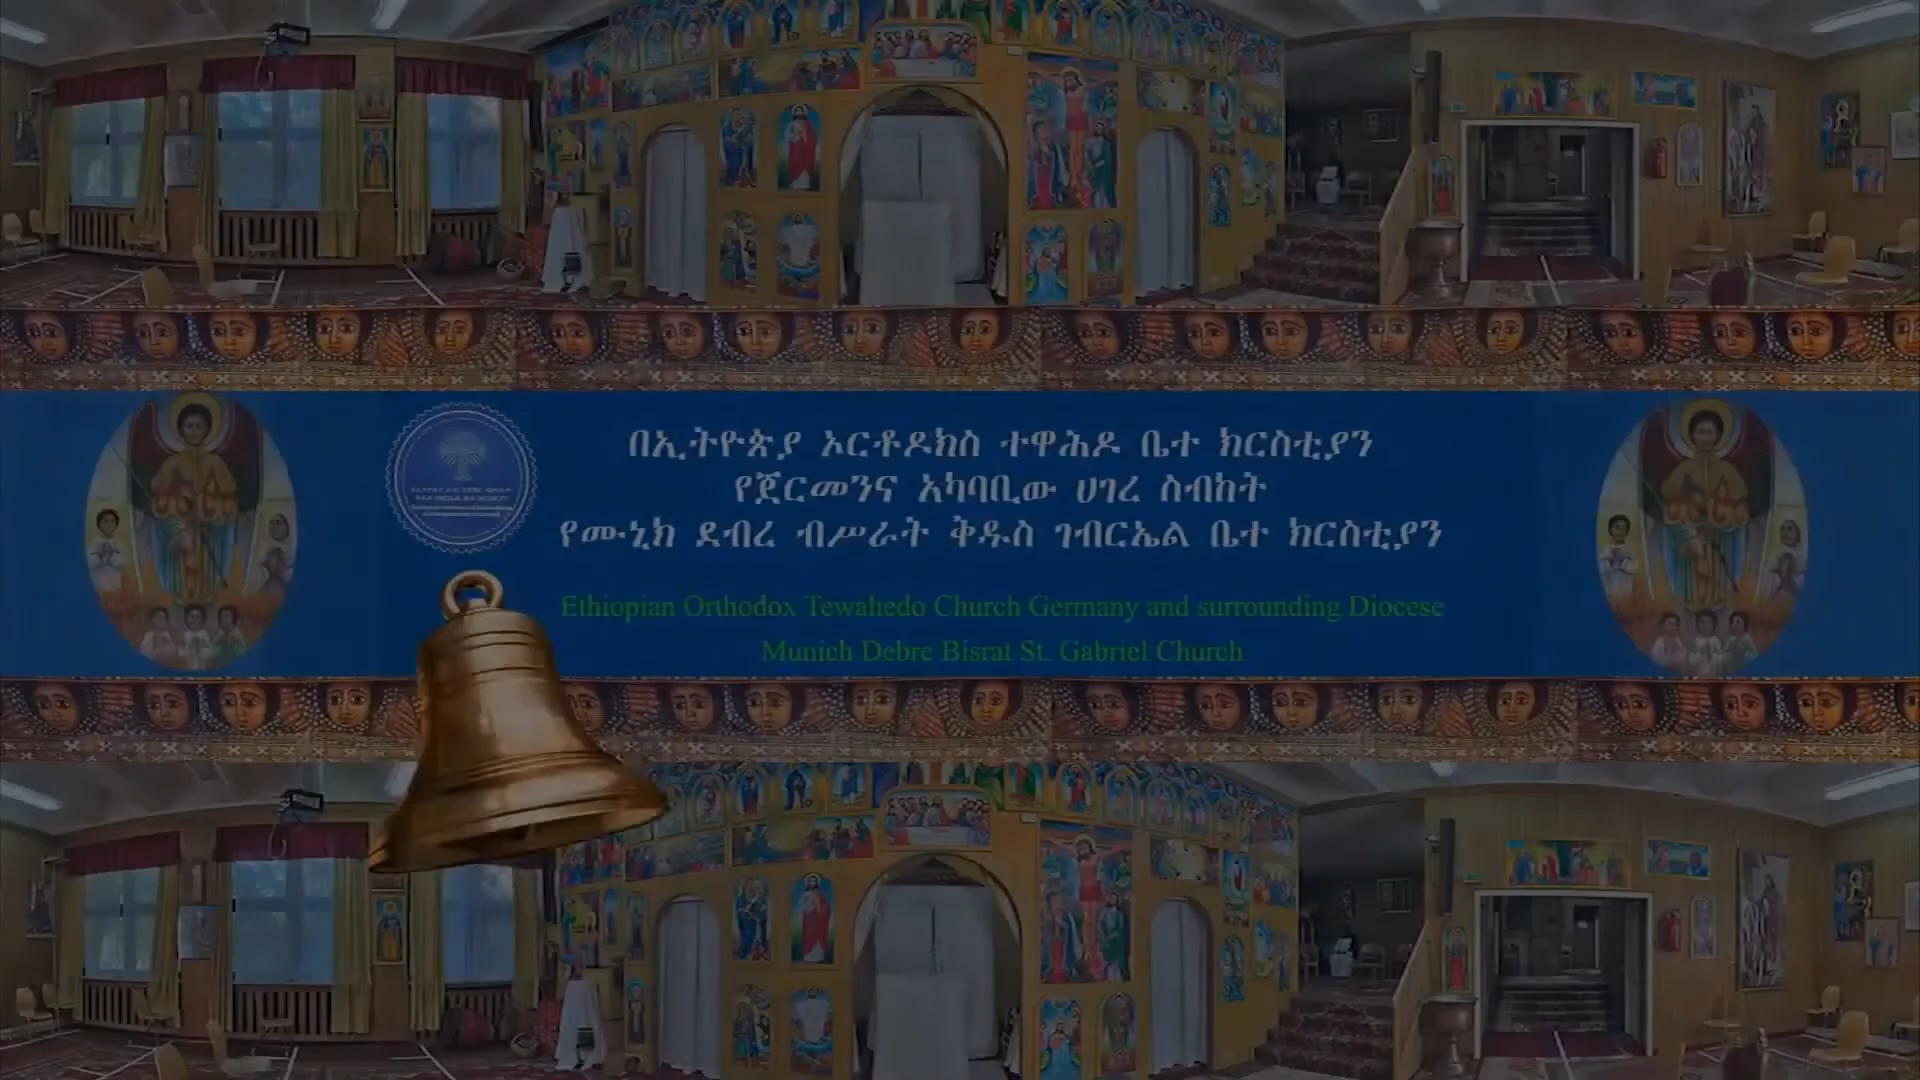 በኢትዮጵያ ኦርቶዶክስ ተዋሕዶ ቤተ ክርስቲያን
የጀርመንና አካባቢው ሀገረ ስብከት
የሙኒክ ደብረ ብሥራት ቅዱስ ገብርኤል ቤተ ክርስቲያን
Ethiopian Orthodox Tewahedo Church Germany and surrounding Diocese
Munich Debre Bisrat St. Gabriel Church